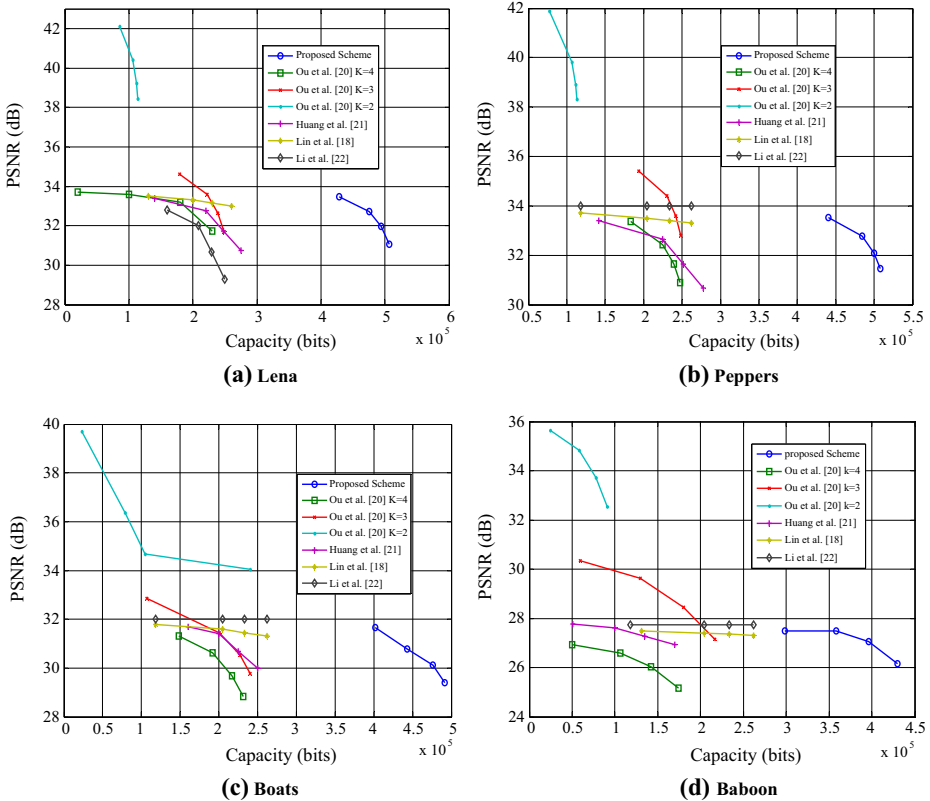 42
40
38
36
34
32
30
28
PSNR (dB)
Proposed Scheme
Ou et al. [20] K=4
Ou et al. [20] K=3
Ou et al. [20] K=2
Huang et al. [21]
Lin et al. [18]
Li et al. [22]
0 1 2 3 4 5 6
x 10^5
Capacity (bits)
(a) Lena
42
40
38
36
34
32
30
PSNR (dB)
Proposed Scheme
Ou et al. [20] K=4
Ou et al. [20] K=3
Ou et al. [20] K=2
Huang et al. [21]
Lin et al. [18]
Li et al. [22]
0.5 1 1.5 2 2.5 3 3.5 4 4.5 5 5.5
x 10^5
Capacity (bits)
(b) Peppers
40
38
36
34
32
30
28
PSNR (dB)
Proposed Scheme
Ou et al. [20] K=4
Ou et al. [20] K=3
Ou et al. [20] K=2
Huang et al. [21]
Lin et al. [18]
Li et al. [22]
0 0.5 1 1.5 2 2.5 3 3.5 4 4.5 5
x 10^5
Capacity (bits)
(c) Boats
36
34
32
30
28
26
24
PSNR (dB)
proposed Scheme
Ou et al. [20] k=4
Ou et al. [20] k=3
Ou et al. [20] k=2
Huang et al. [21]
Lin et al. [18]
Li et al. [22]
0 0.5 1 1.5 2 2.5 3 3.5 4 4.5
x 10^5
Capacity (bits)
(d) Baboon